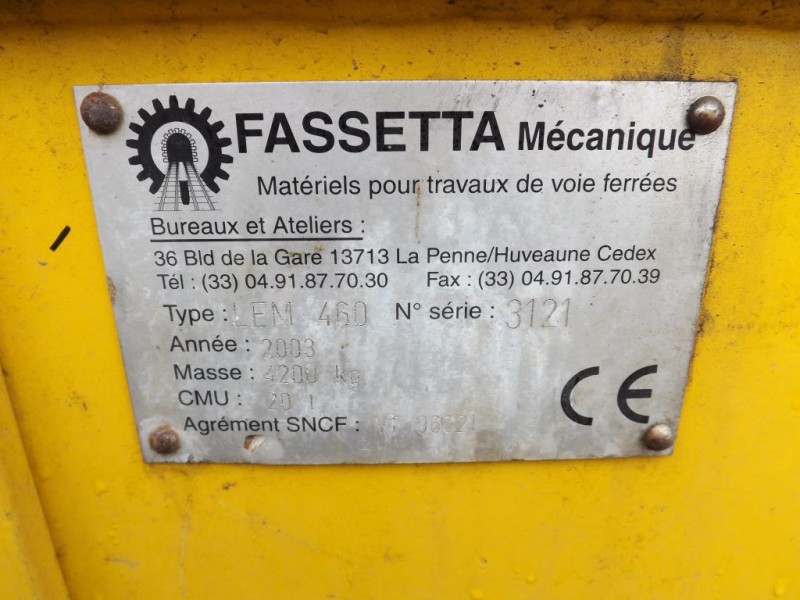 FASSETTA Mécanique
Matériels pour travaux de voie ferrées
Bureaux et Ateliers :
36 Bld de la Gare 13713 La Penne/Huveaune Cedex
Tél : (33) 04.91.87.70.30 Fax : (33) 04.91.87.70.39
Type : LEM 460 N° série : 3121
Année : 2003
Masse : 4200 kg
CMU : 20
Agrément SNCF :
CE